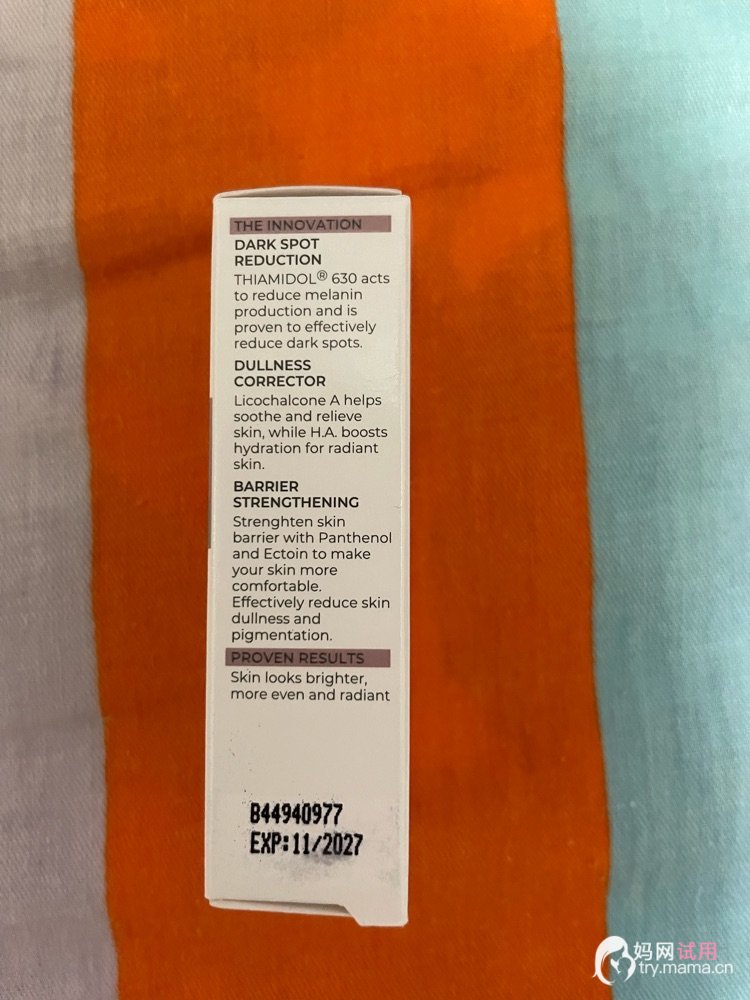 THE INNOVATION
DARK SPOT
REDUCTION
THIAMIDOL® 630 acts
to reduce melanin
production and is
proven to effectively
reduce dark spots.
DULLNESS
CORRECTOR
Licochalcone A helps
soothe and relieve
skin, while H.A. boosts
hydration for radiant
skin.
BARRIER
STRENGTHENING
Strenghten skin
barrier with Panthenol
and Ectoin to make
your skin more
comfortable.
Effectively reduce skin
dullness and
pigmentation.
PROVEN RESULTS
Skin looks brighter,
more even and radiant
B44940977
EXP:11/2027
妈网试用
try.mama.cn